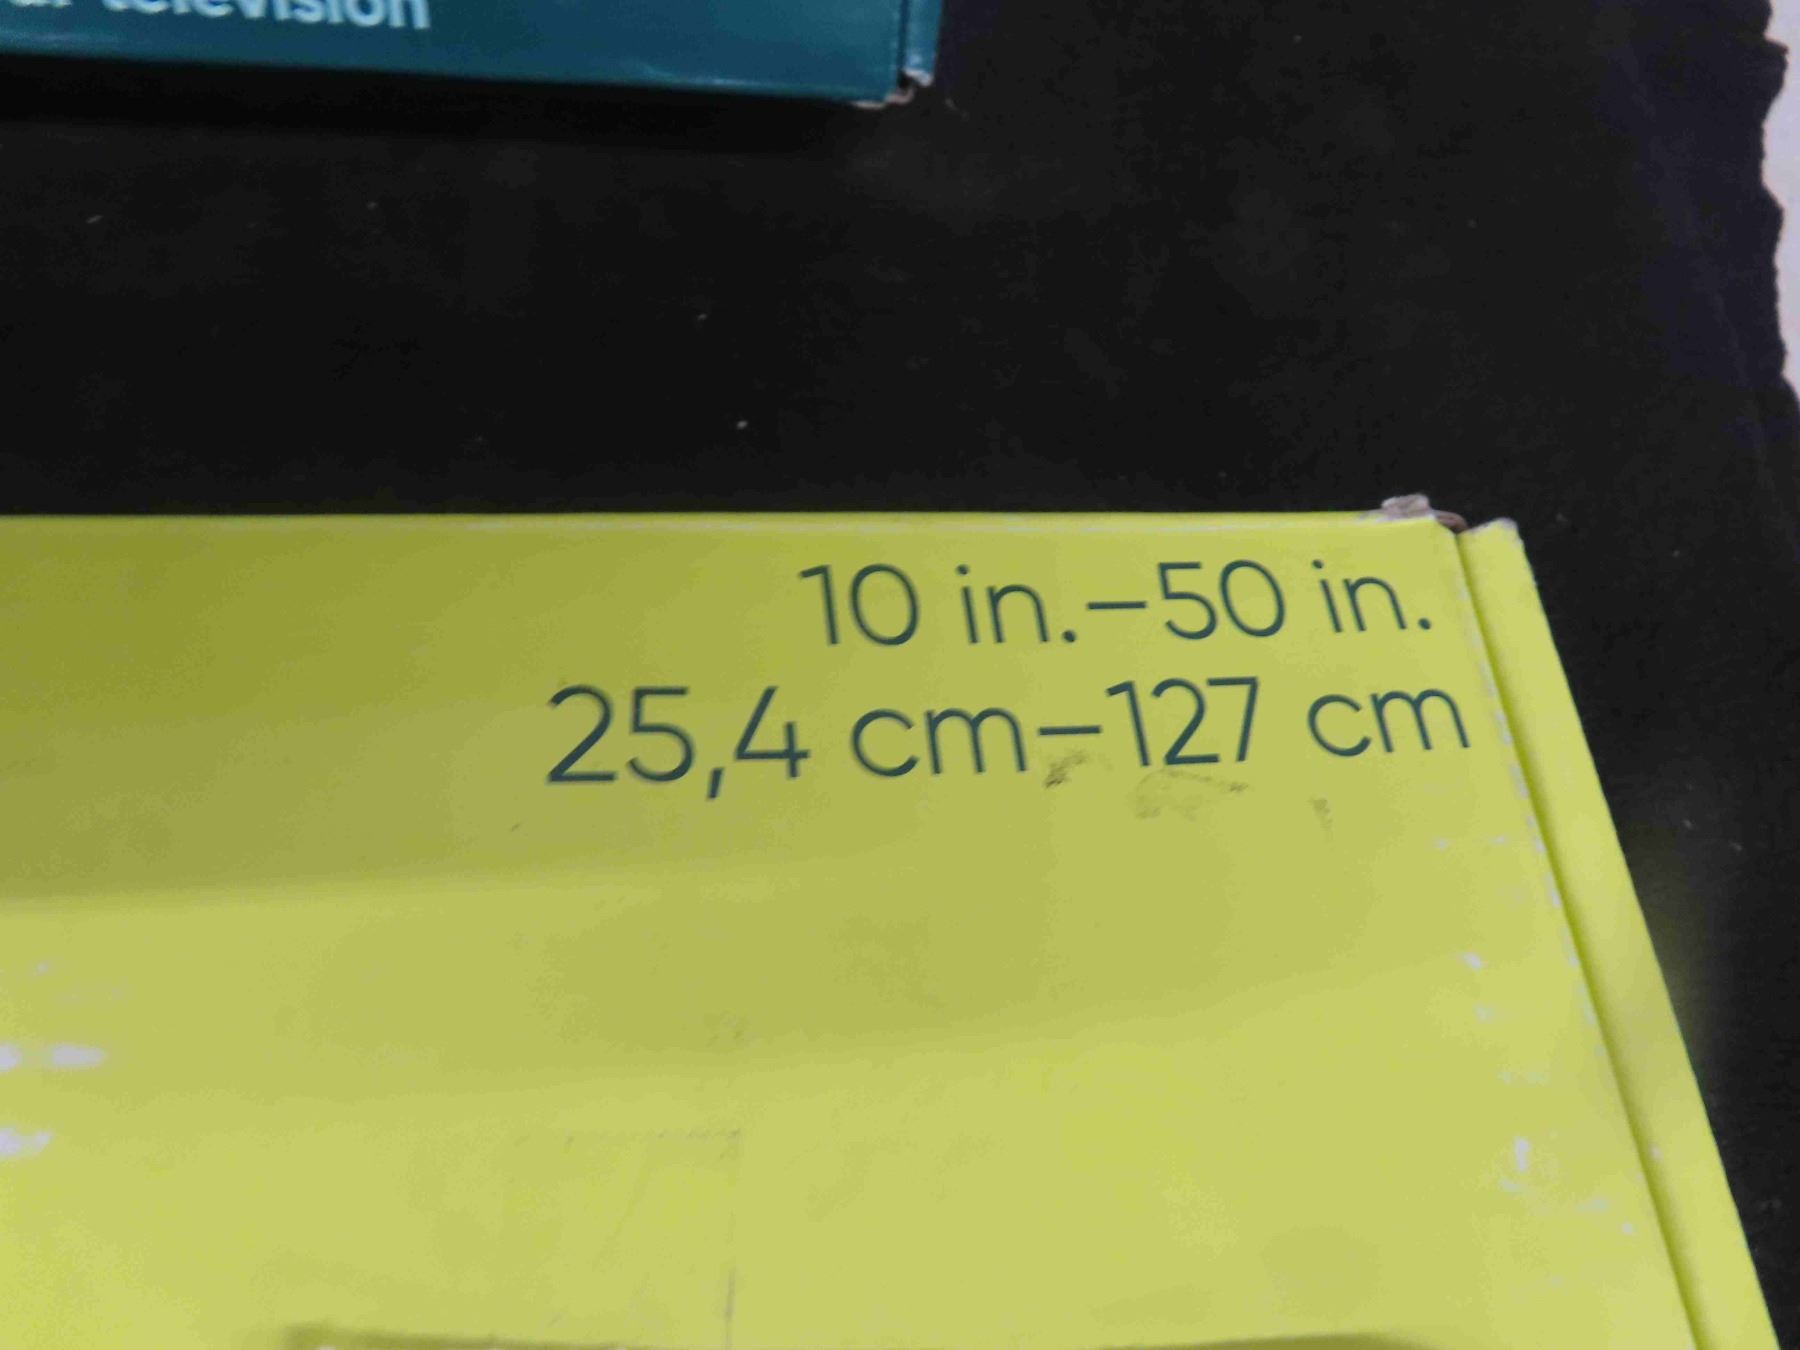 television
10 in.–50 in.
25,4 cm–127 cm